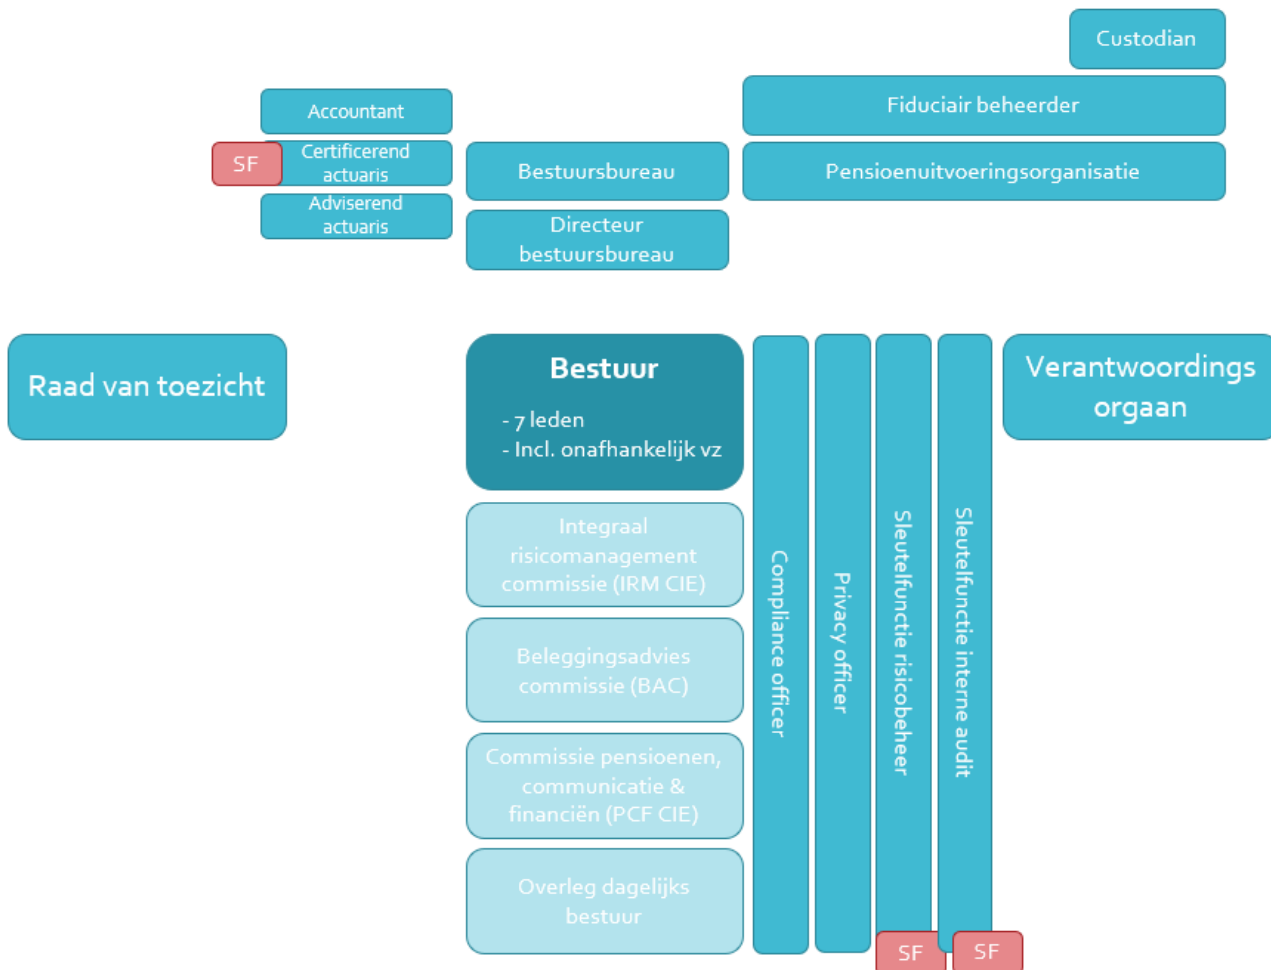 Custodian
Fiduciair beheerder
Accountant
SF
Certificerend
actuaris
Bestuursbureau
Pensioenuitvoeringsorganisatie
Adviserend
actuaris
Directeur
bestuursbureau
Raad van toezicht
Bestuur
- 7 leden
- Incl. onafhankelijk vz
Verantwoordings
orgaan
Integraal
risicomanagement
commissie (IRM CIE)
Beleggingsadvies
commissie (BAC)
Commissie pensioenen,
communicatie &
financiën (PCF CIE)
Overleg dagelijks
bestuur
Compliance officer
Privacy officer
Sleutelfunctie risicobeheer
Sleutelfunctie interne audit
SF
SF